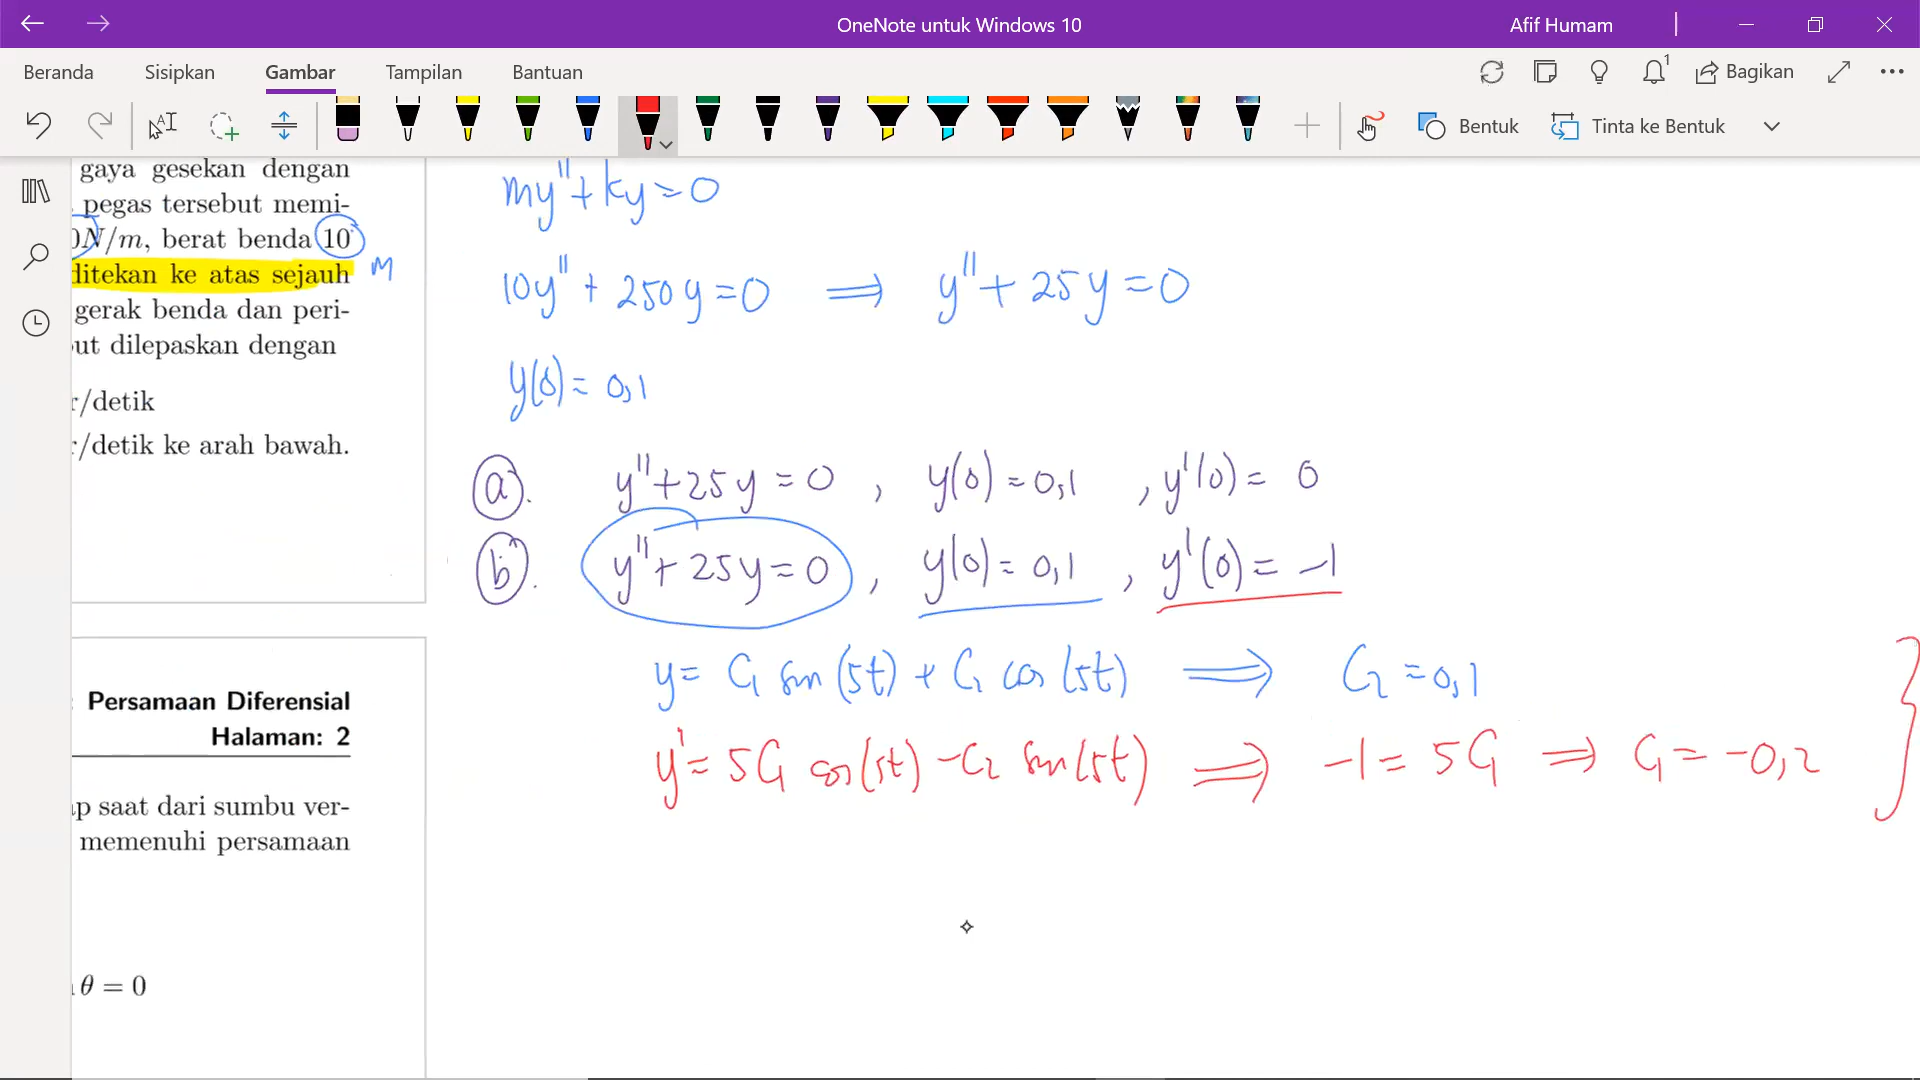 OneNote untuk Windows 10
Afif Humam
Beranda Sisipkan Gambar Tampilan Bantuan
1 Bagikan
Bentuk Tinta ke Bentuk
gaya gesekan dengan
pegas tersebut memi-
N/m, berat benda 10
ditekan ke atas sejauh M
gerak benda dan peri-
ut dilepaskan dengan
r/detik
r/detik ke arah bawah.
my'' + ky = 0
10y'' + 250y = 0 ⟹ y'' + 25y = 0
y(0) = 0,1
a. y'' + 25y = 0 , y(0) = 0,1 , y'(0) = 0
b. y'' + 25y = 0 , y(0) = 0,1 , y'(0) = -1
y = C₁ sin(5t) + C₂ cos(5t) ⟹ C₂ = 0,1
y' = 5C₁ cos(5t) - C₂ sin(5t) ⟹ -1 = 5C₁ ⟹ C₁ = -0,2
: Persamaan Diferensial
Halaman: 2
ap saat dari sumbu ver-
memenuhi persamaan
θ = 0